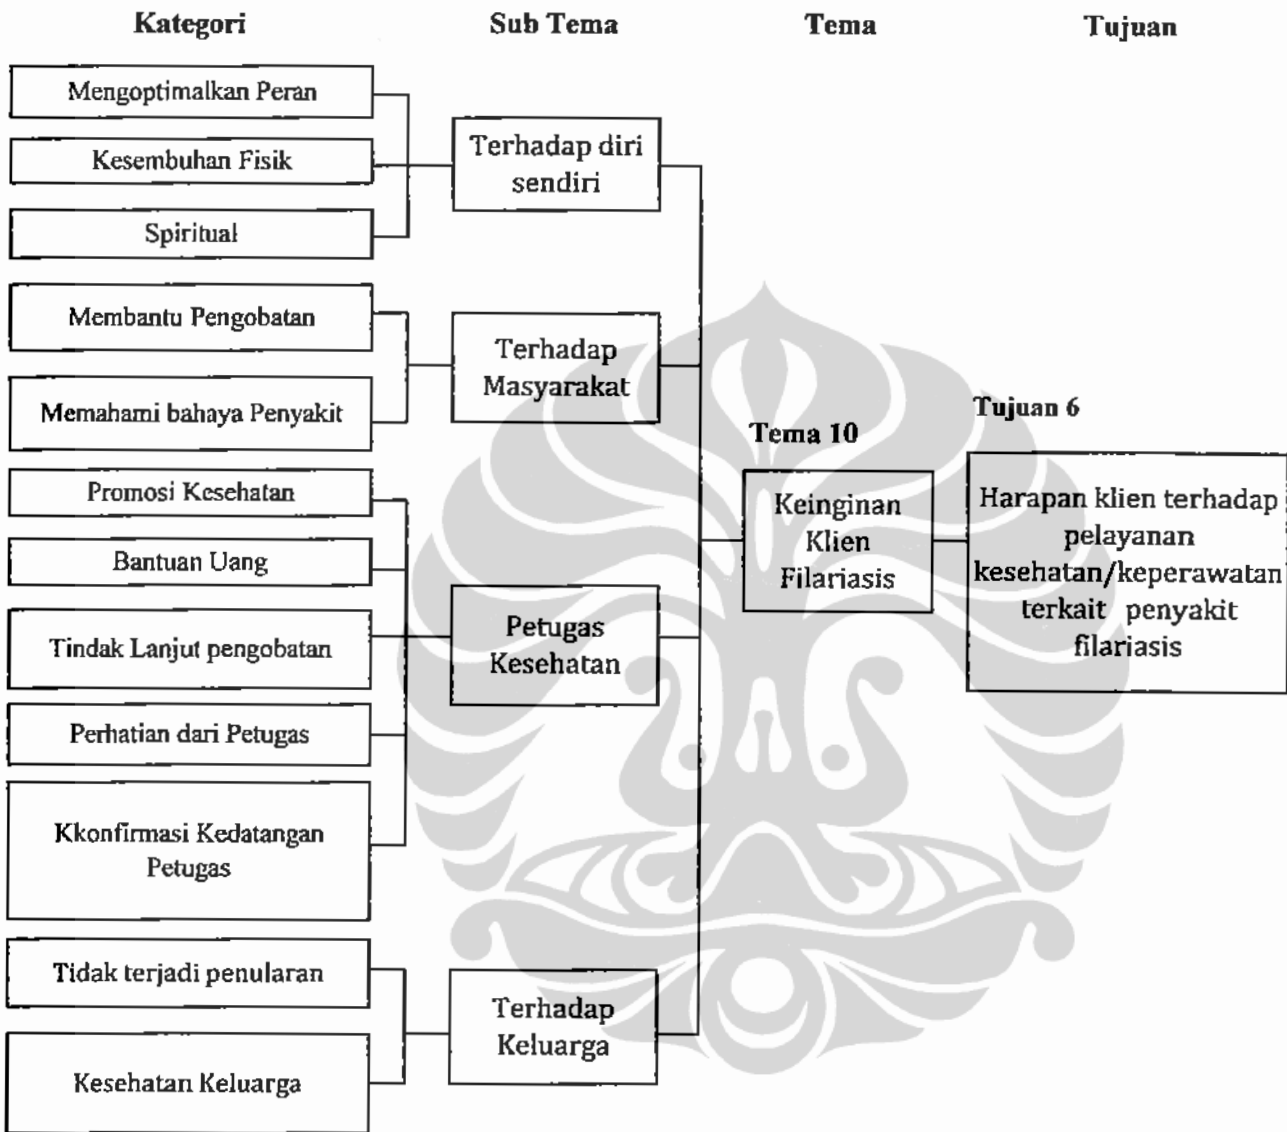 Kategori
Sub Tema
Tema
Tujuan
Mengoptimalkan Peran
Kesembuhan Fisik
Spiritual
Terhadap diri
sendiri
Membantu Pengobatan
Memahami bahaya Penyakit
Terhadap
Masyarakat
Promosi Kesehatan
Bantuan Uang
Tindak Lanjut pengobatan
Perhatian dari Petugas
Kkonfirmasi Kedatangan
Petugas
Petugas
Kesehatan
Tidak terjadi penularan
Kesehatan Keluarga
Terhadap
Keluarga
Tema 10
Keinginan
Klien
Filariasis
Tujuan 6
Harapan klien terhadap
pelayanan
kesehatan/keperawatan
terkait penyakit
filariasis